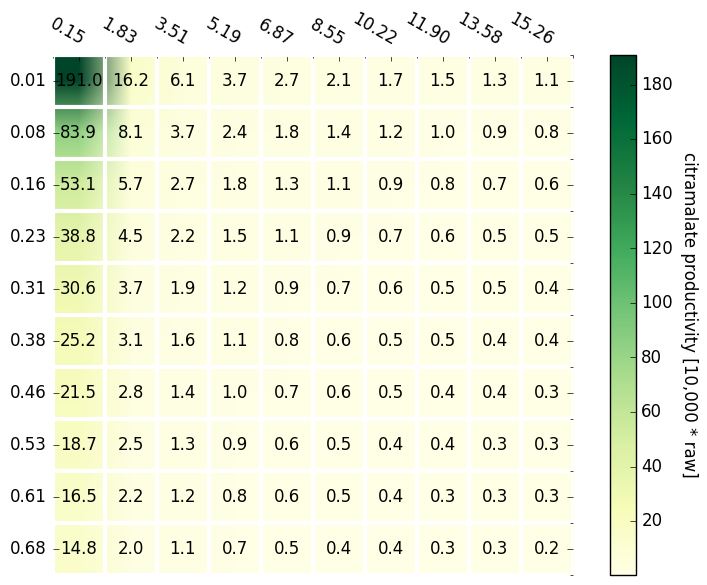 0.15 1.83 3.51 5.19 6.87 8.55 10.22 11.90 13.58 15.26
0.01 191.0 16.2 6.1 3.7 2.7 2.1 1.7 1.5 1.3 1.1
0.08 83.9 8.1 3.7 2.4 1.8 1.4 1.2 1.0 0.9 0.8
0.16 53.1 5.7 2.7 1.8 1.3 1.1 0.9 0.8 0.7 0.6
0.23 38.8 4.5 2.2 1.5 1.1 0.9 0.7 0.6 0.5 0.5
0.31 30.6 3.7 1.9 1.2 0.9 0.7 0.6 0.5 0.5 0.4
0.38 25.2 3.1 1.6 1.1 0.8 0.6 0.5 0.5 0.4 0.4
0.46 21.5 2.8 1.4 1.0 0.7 0.6 0.5 0.4 0.4 0.3
0.53 18.7 2.5 1.3 0.9 0.6 0.5 0.4 0.4 0.3 0.3
0.61 16.5 2.2 1.2 0.8 0.6 0.5 0.4 0.3 0.3 0.3
0.68 14.8 2.0 1.1 0.7 0.5 0.4 0.4 0.3 0.3 0.2
180
160
140
120
100
80
60
40
20
citramalate productivity [10,000 * raw]